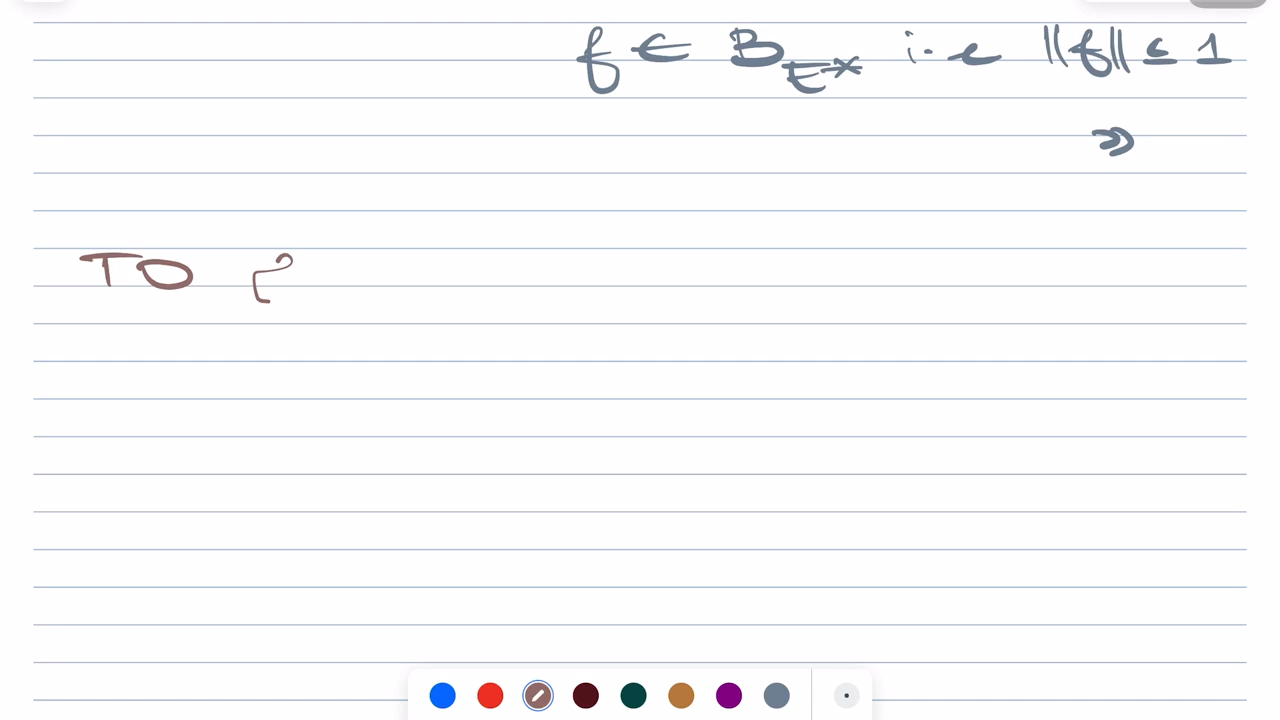 f ∈ B_{E*} i.e ||f|| ≤ 1
»
TO